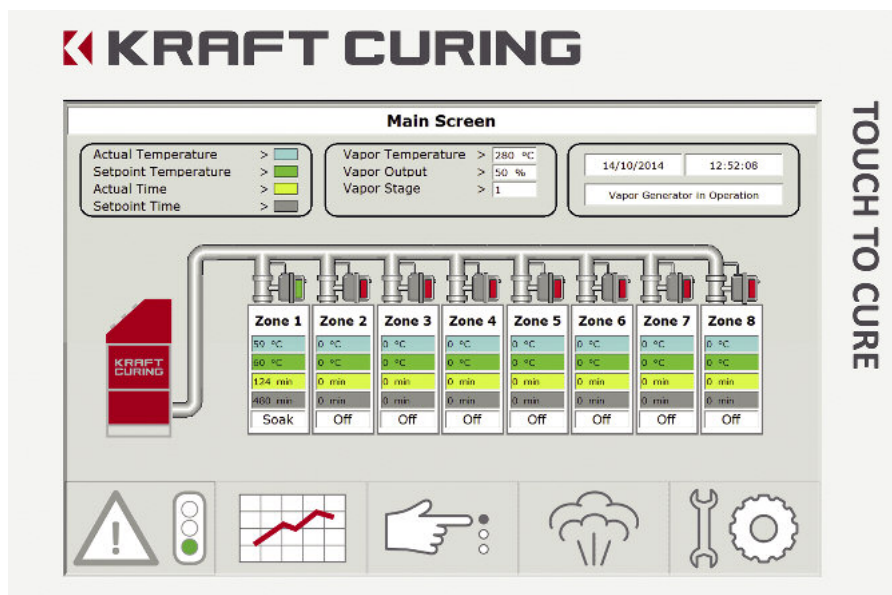 KRAFT CURING
TOUCH TO CURE
Main Screen
Actual Temperature >
Setpoint Temperature >
Actual Time >
Setpoint Time >
Vapor Temperature > 280 °C
Vapor Output > 50 %
Vapor Stage > 1
14/10/2014 12:52:08
Vapor Generator in Operation
KRAFT
CURING
Zone 1 Zone 2 Zone 3 Zone 4 Zone 5 Zone 6 Zone 7 Zone 8
59 °C 0 °C 0 °C 0 °C 0 °C 0 °C 0 °C 0 °C
60 °C 0 °C 0 °C 0 °C 0 °C 0 °C 0 °C 0 °C
124 min 0 min 0 min 0 min 0 min 0 min 0 min 0 min
480 min 0 min 0 min 0 min 0 min 0 min 0 min 0 min
Soak Off Off Off Off Off Off Off